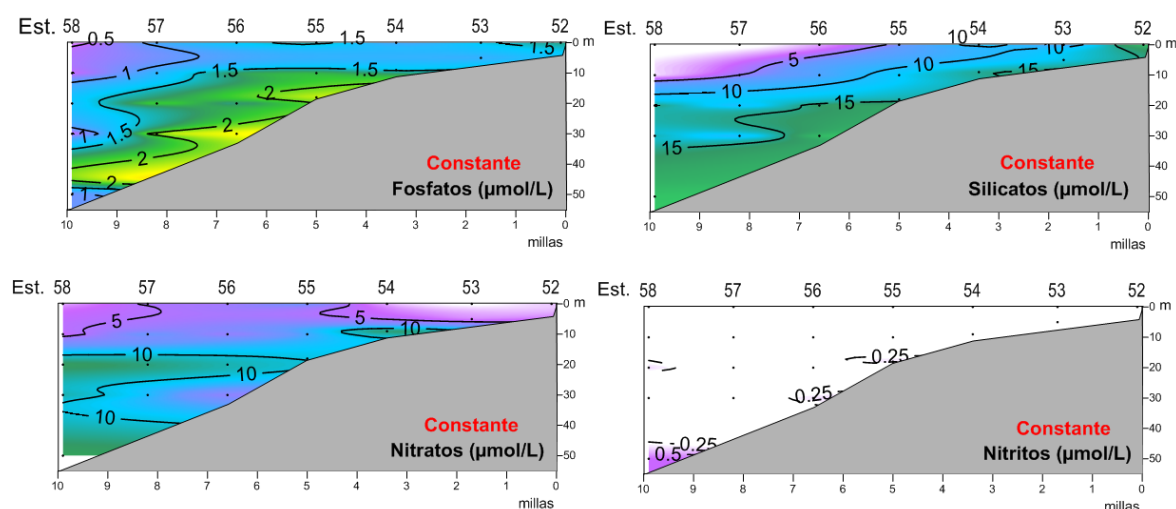 Est. 58 57 56 55 54 53 52
0.5 1.5 1.5
1 1.5 1.5
2
1 1.5 2
2
2
1
0 m
10
20
30
40
50
Constante
Fosfatos (µmol/L)
10 9 8 7 6 5 4 3 2 1 0
millas
Est. 58 57 56 55 54 53 52
5 10 10
10 10 15
15
15
0 m
10
20
30
40
50
Constante
Silicatos (µmol/L)
10 9 8 7 6 5 4 3 2 1 0
millas
Est. 58 57 56 55 54 53 52
5 5
10
10
10
10
0 m
10
20
30
40
50
Constante
Nitratos (µmol/L)
10 9 8 7 6 5 4 3 2 1 0
millas
Est. 58 57 56 55 54 53 52
0.25
0.25
0.25
0.5
0 m
10
20
30
40
50
Constante
Nitritos (µmol/L)
10 9 8 7 6 5 4 3 2 1 0
millas